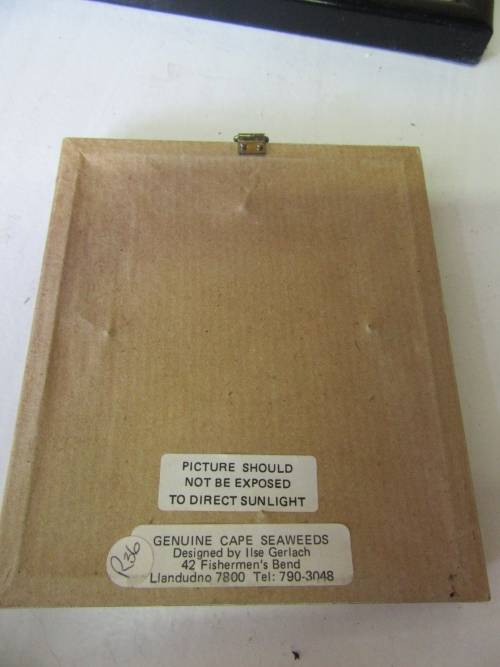 PICTURE SHOULD
NOT BE EXPOSED
TO DIRECT SUNLIGHT
R36
GENUINE CAPE SEAWEEDS
Designed by Ilse Gerlach
42 Fishermen's Bend
Llandudno 7800 Tel: 790-3048